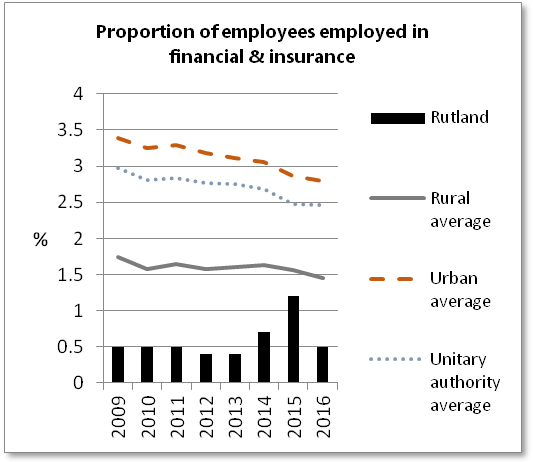 Proportion of employees employed in
financial & insurance
4
3.5
3
2.5
2
1.5
1
0.5
0
%
2009
2010
2011
2012
2013
2014
2015
2016
Rutland
Rural
average
Urban
average
Unitary
authority
average